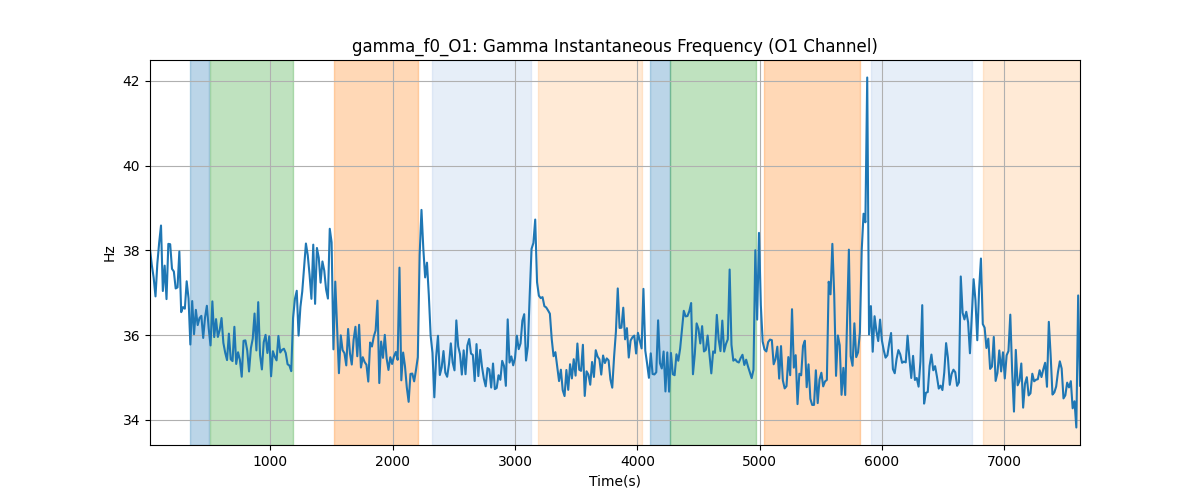 gamma_f0_O1: Gamma Instantaneous Frequency (O1 Channel)
Hz
42
40
38
36
34
1000 2000 3000 4000 5000 6000 7000
Time(s)